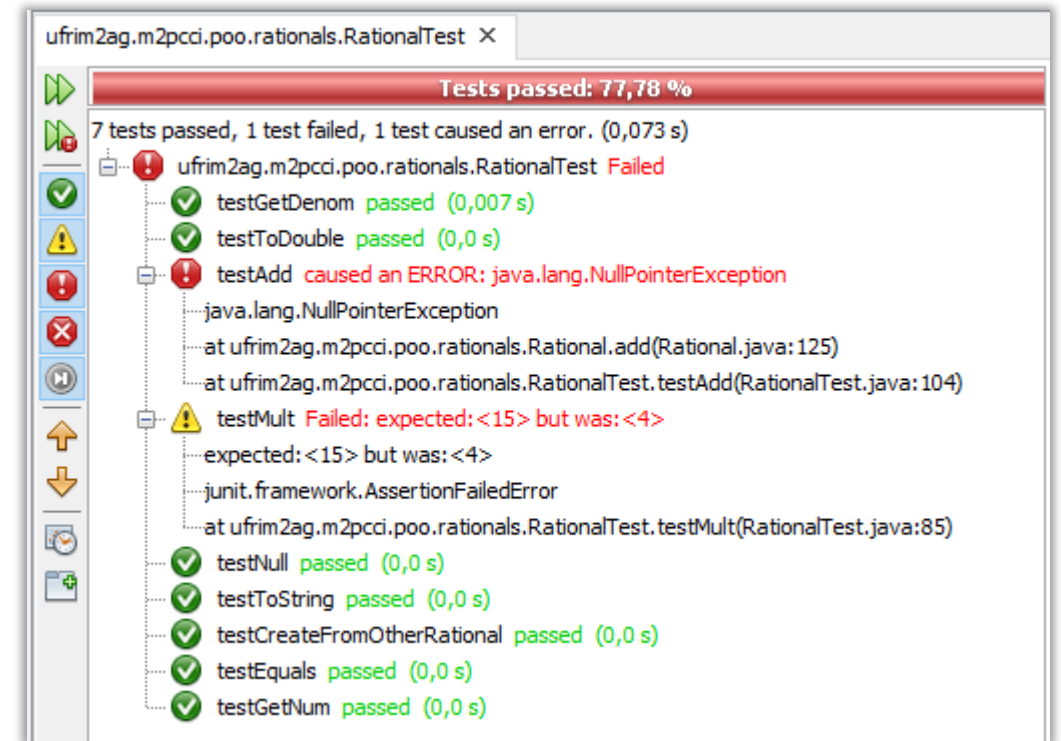 ufrim2ag.m2pcci.poo.rationals.RationalTest ×
Tests passed: 77,78 %
7 tests passed, 1 test failed, 1 test caused an error. (0,073 s)
ufrim2ag.m2pcci.poo.rationals.RationalTest Failed
testGetDenom passed (0,007 s)
testToDouble passed (0,0 s)
testAdd caused an ERROR: java.lang.NullPointerException
java.lang.NullPointerException
at ufrim2ag.m2pcci.poo.rationals.Rational.add(Rational.java:125)
at ufrim2ag.m2pcci.poo.rationals.RationalTest.testAdd(RationalTest.java:104)
testMult Failed: expected:<15> but was:<4>
expected:<15> but was:<4>
junit.framework.AssertionFailedError
at ufrim2ag.m2pcci.poo.rationals.RationalTest.testMult(RationalTest.java:85)
testNull passed (0,0 s)
testToString passed (0,0 s)
testCreateFromOtherRational passed (0,0 s)
testEquals passed (0,0 s)
testGetNum passed (0,0 s)